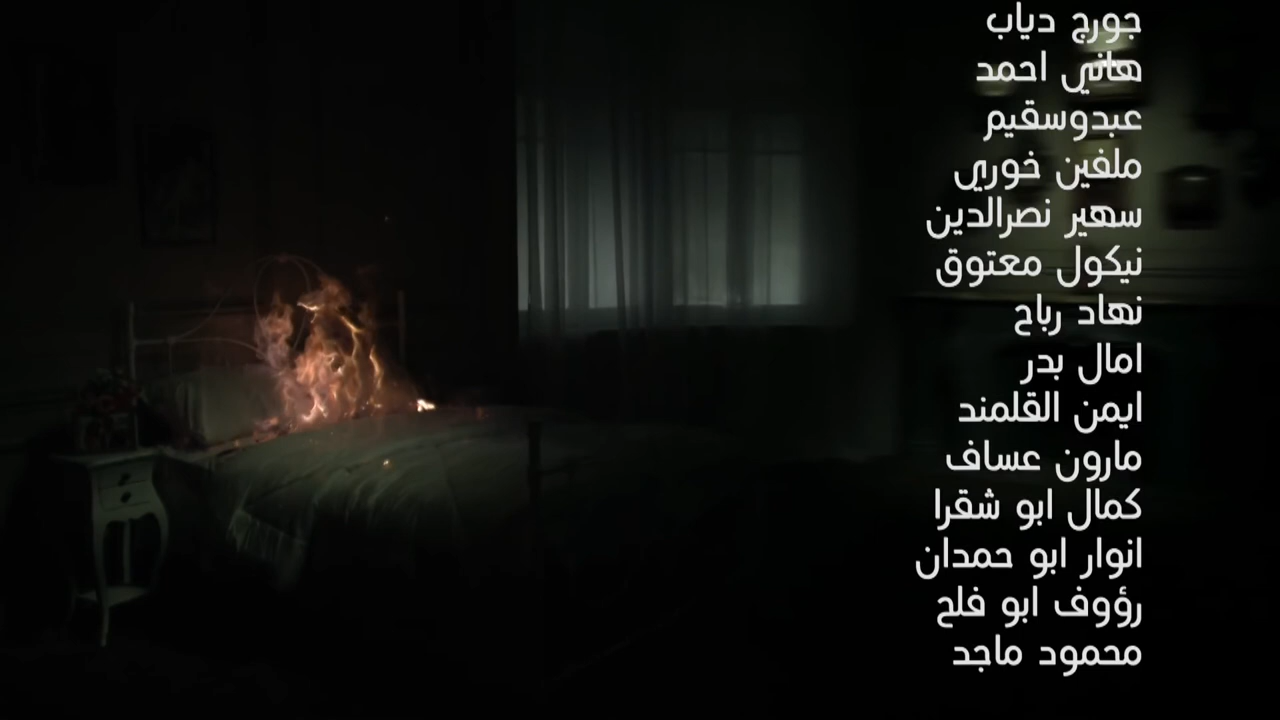 جورج دياب
هاني احمد
عبدوسقيم
ملفين خوري
سهير نصرالدين
نيكول معتوق
نهاد رباح
امال بدر
ايمن القلمند
مارون عساف
كمال ابو شقرا
انوار ابو حمدان
رؤوف ابو فلح
محمود ماجد